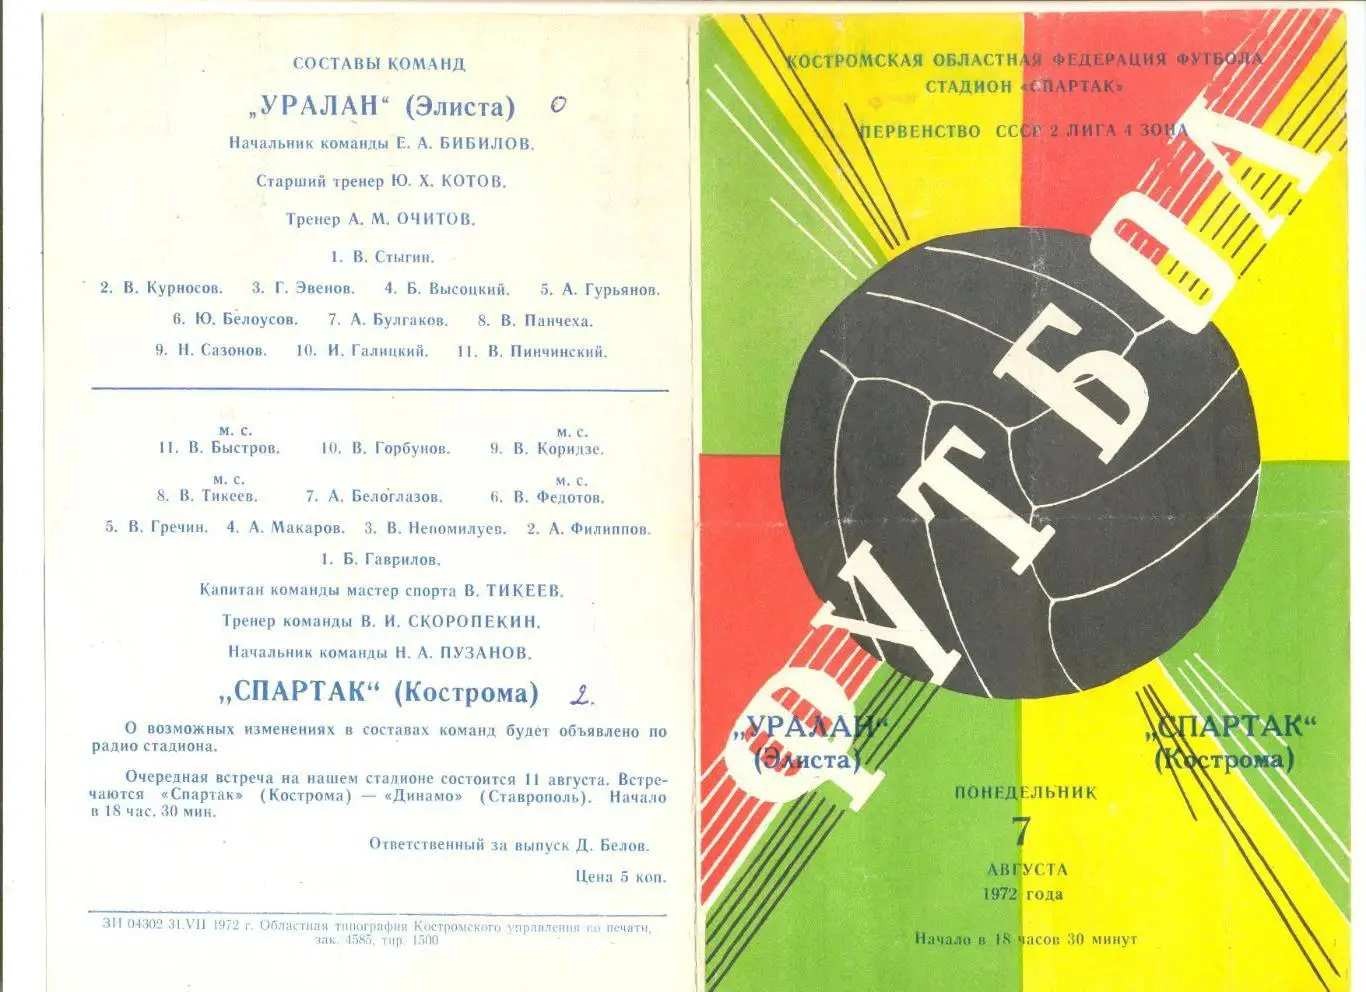 СОСТАВЫ КОМАНД
„УРАЛАН“ (Элиста) 0
Начальник команды Е. А. БИБИЛОВ.
Старший тренер Ю. Х. КОТОВ.
Тренер А. М. ОЧИТОВ.
1. В. Стыгин.
2. В. Курносов. 3. Г. Эвенов. 4. Б. Высоцкий. 5. А. Гурьянов.
6. Ю. Белоусов. 7. А. Булгаков. 8. В. Панчеха.
9. Н. Сазонов. 10. И. Галицкий. 11. В. Пинчинский.
м. с. м. с.
11. В. Быстров. 10. В. Горбунов. 9. В. Коридзе.
м. с. м. с.
8. В. Тикеев. 7. А. Белоглазов. 6. В. Федотов.
5. В. Гречин. 4. А. Макаров. 3. В. Непомилуев. 2. А. Филиппов.
1. Б. Гаврилов.
Капитан команды мастер спорта В. ТИКЕЕВ.
Тренер команды В. И. СКОРОПЕКИН.
Начальник команды Н. А. ПУЗАНОВ.
„СПАРТАК“ (Кострома) 2.
О возможных изменениях в составах команд будет объявлено по
радио стадиона.
Очередная встреча на нашем стадионе состоится 11 августа. Встре-
чаются «Спартак» (Кострома) — «Динамо» (Ставрополь). Начало
в 18 час. 30 мин.
Ответственный за выпуск Д. Белов.
Цена 5 коп.
ЗИ 04302 31.VII 1972 г. Областная типография Костромского управления по печати,
зак. 4585, тир. 1500
КОСТРОМСКАЯ ОБЛАСТНАЯ ФЕДЕРАЦИЯ ФУТБОЛА
СТАДИОН «СПАРТАК»
ПЕРВЕНСТВО СССР 2 ЛИГА 4 ЗОНА
ФУТБОЛ
„УРАЛАН“ (Элиста)
„СПАРТАК“ (Кострома)
ПОНЕДЕЛЬНИК
7
АВГУСТА
1972 года
Начало в 18 часов 30 минут